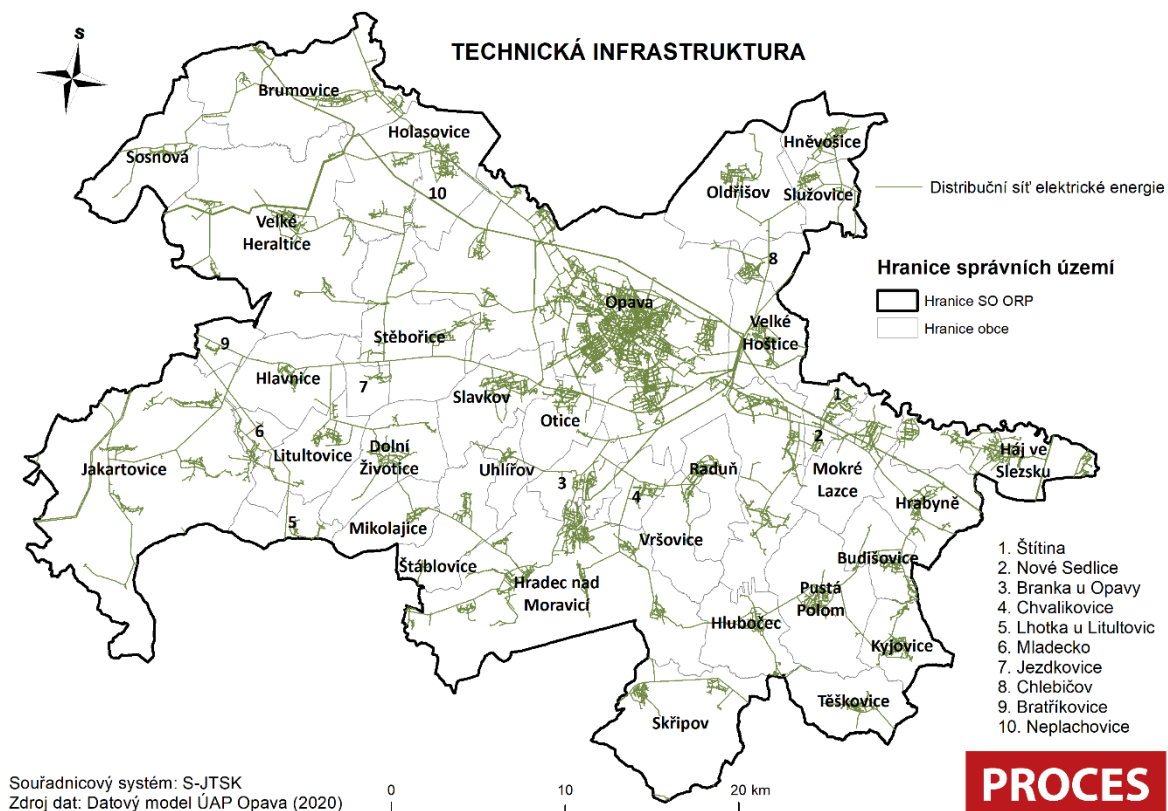 S
TECHNICKÁ INFRASTRUKTURA
Brumovice
Holasovice
Hněvošice
Sosnová
Oldřišov
Služovice
Distribuční síť elektrické energie
10
Velké
Heraltice
8
Hranice správních území
Hranice SO ORP
Hranice obce
Opava
Velké
Hoštice
Stěbořice
9
Hlavnice
7
Slavkov
Otice
1
2
6
Litultovice
Dolní
Životice
Jakartovice
Uhlířov
3
4
Raduň
Mokré
Lazce
Háj ve
Slezsku
Hrabyně
5
Mikolajice
Vršovice
Štáblovice
Hradec nad
Moravicí
Budišovice
Pustá
Polom
Hlubočec
Kyjovice
Těškovice
Skřipov
1. Štítina
2. Nové Sedlice
3. Branka u Opavy
4. Chvalikovice
5. Lhotka u Litultovic
6. Mladecko
7. Jezdkovice
8. Chlebičov
9. Bratříkovice
10. Neplachovice
Souřadnicový systém: S-JTSK
Zdroj dat: Datový model ÚAP Opava (2020)
0 10 20 km
PROCES